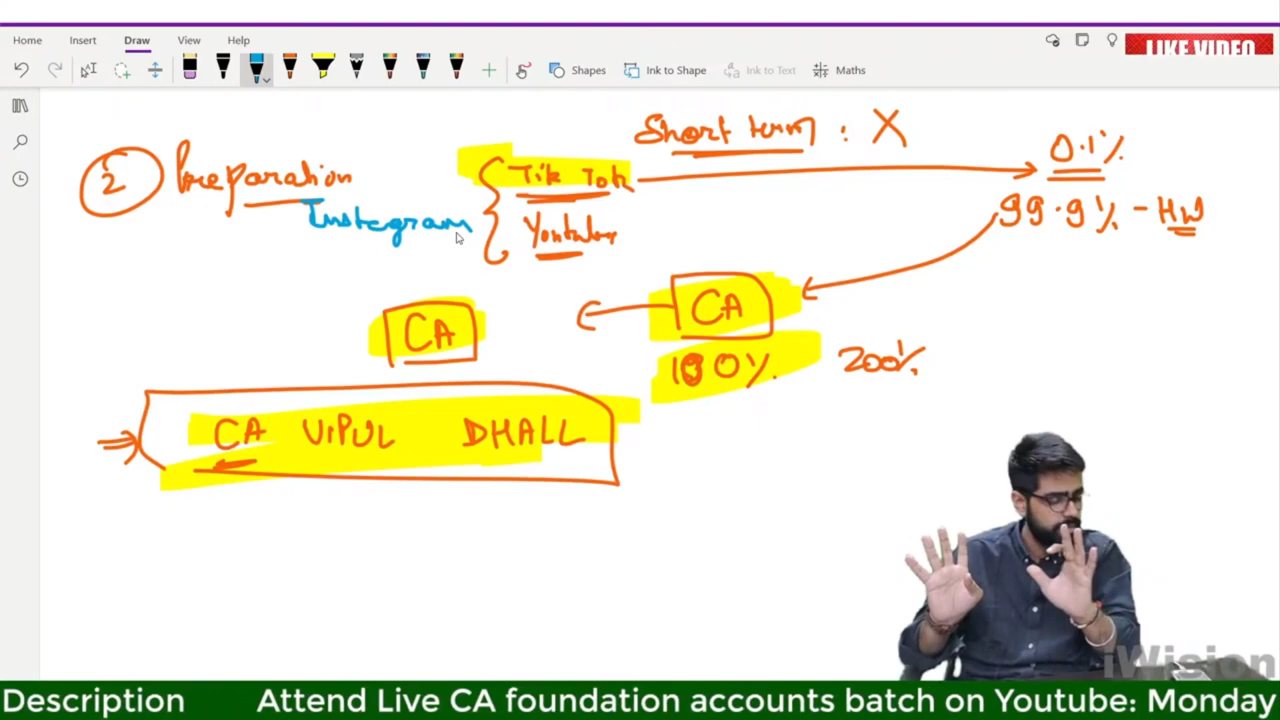 Home Insert Draw View Help
LIKE VIDEO
Shapes Ink to Shape Ink to Text Maths
Short term : X
2 Preparation
Tik Tok
0.1%
Instegram
Youtube
99.9% - HW
CA
CA
100% 200%
CA VIPUL DHALL
iWision
Description Attend Live CA foundation accounts batch on Youtube: Monday